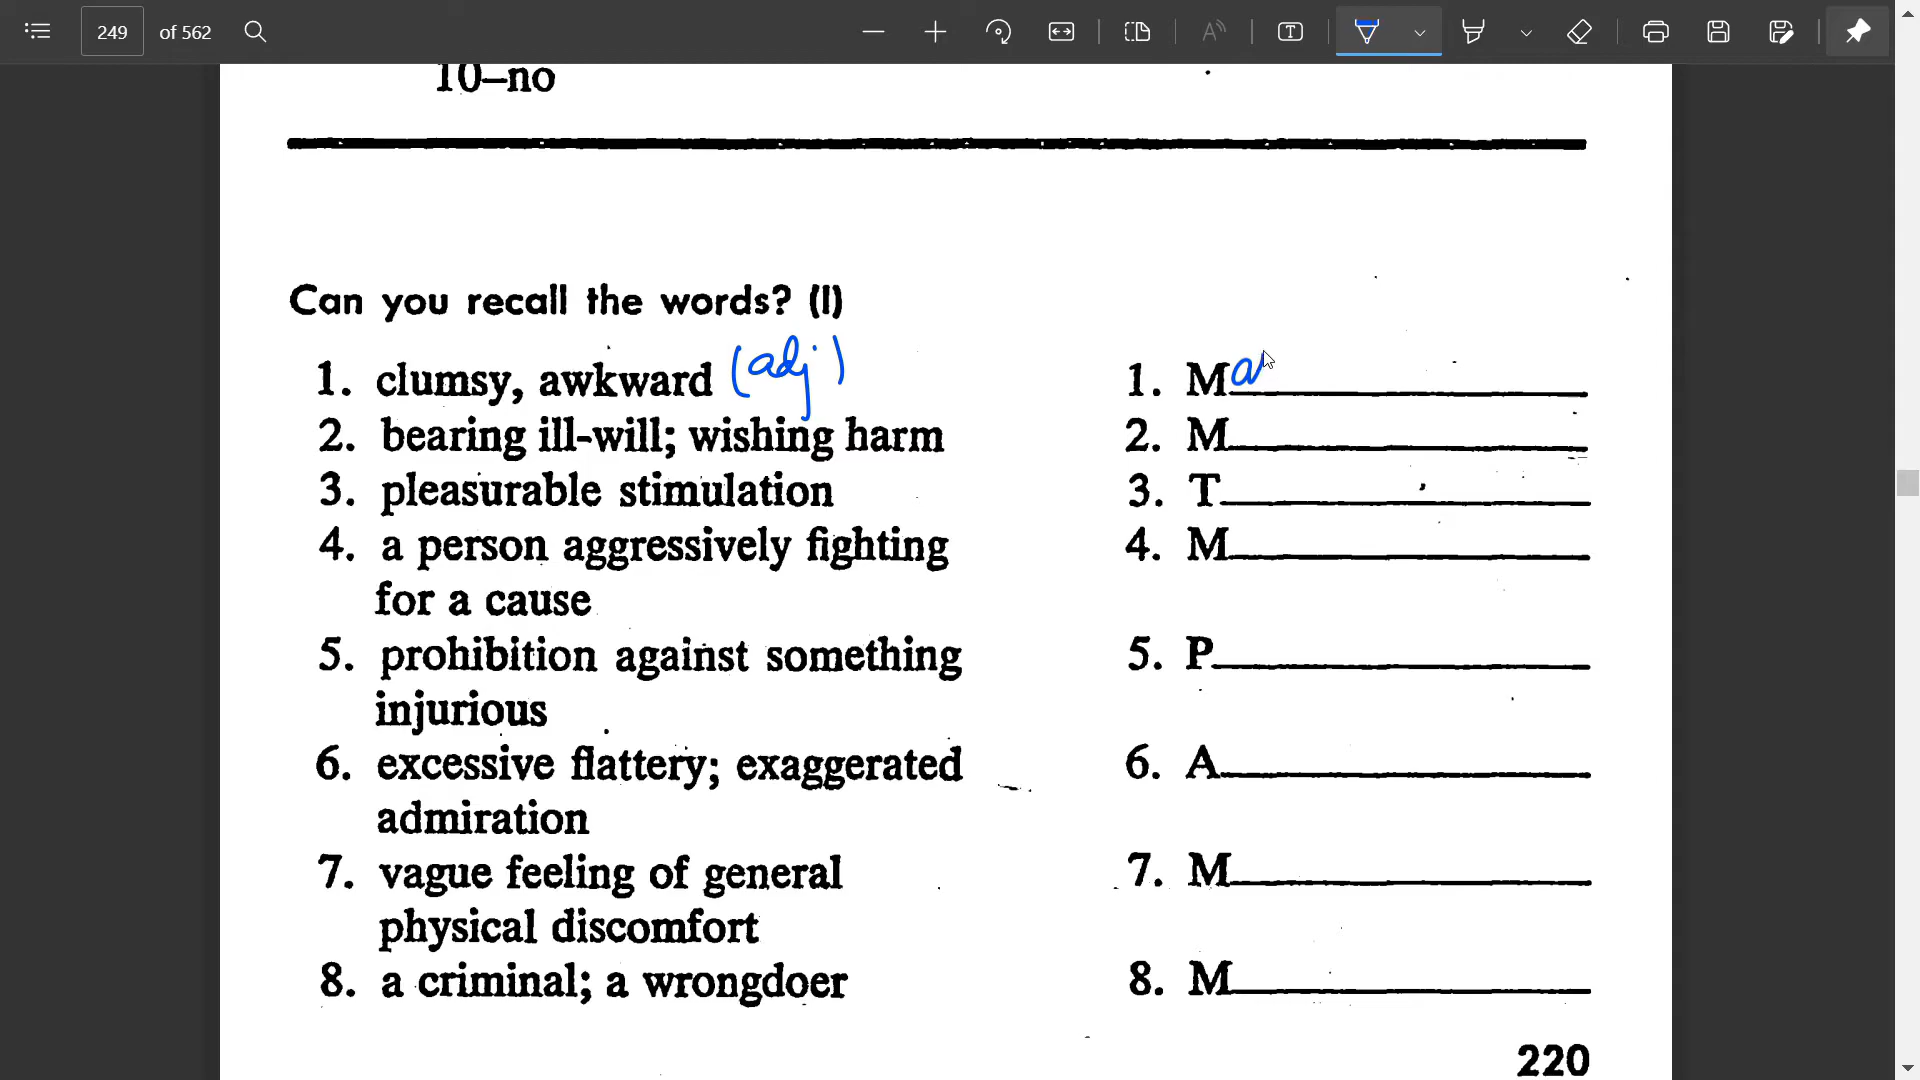 249 of 562
10–no
Can you recall the words? (I)
1. clumsy, awkward (adj) 1. Ma
2. bearing ill-will; wishing harm 2. M
3. pleasurable stimulation 3. T
4. a person aggressively fighting 4. M
for a cause
5. prohibition against something 5. P
injurious
6. excessive flattery; exaggerated 6. A
admiration
7. vague feeling of general 7. M
physical discomfort
8. a criminal; a wrongdoer 8. M
220